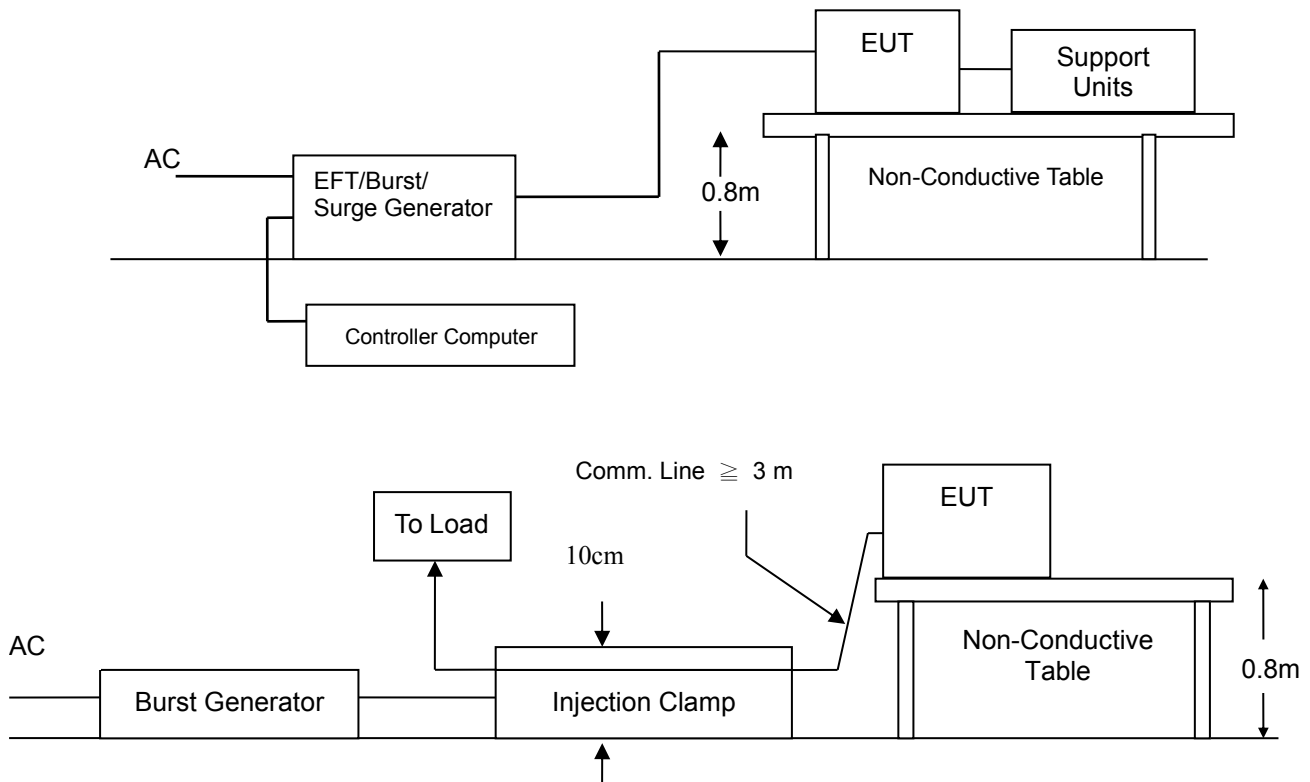 EUT
Support
Units
AC
EFT/Burst/
Surge Generator
0.8m
Non-Conductive Table
Controller Computer
Comm. Line ≧ 3 m
EUT
To Load
10cm
AC
Non-Conductive
Table
0.8m
Burst Generator
Injection Clamp